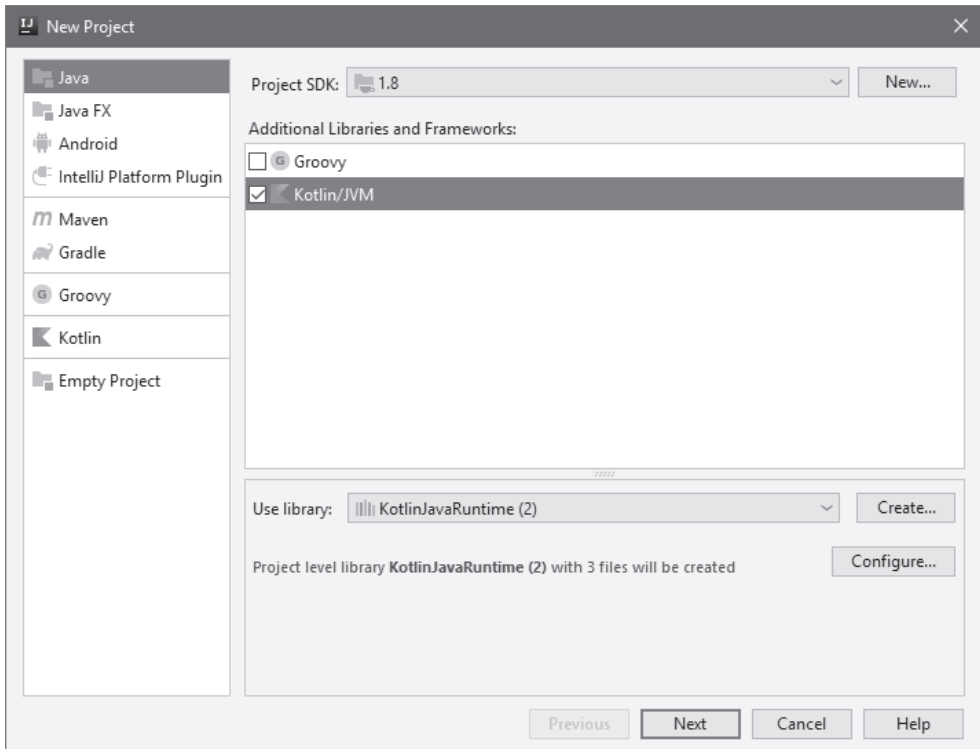 New Project
Java
Java FX
Android
IntelliJ Platform Plugin
Maven
Gradle
Groovy
Kotlin
Empty Project
Project SDK: 1.8 New...
Additional Libraries and Frameworks:
Groovy
Kotlin/JVM
Use library: KotlinJavaRuntime (2) Create...
Project level library KotlinJavaRuntime (2) with 3 files will be created Configure...
Previous Next Cancel Help